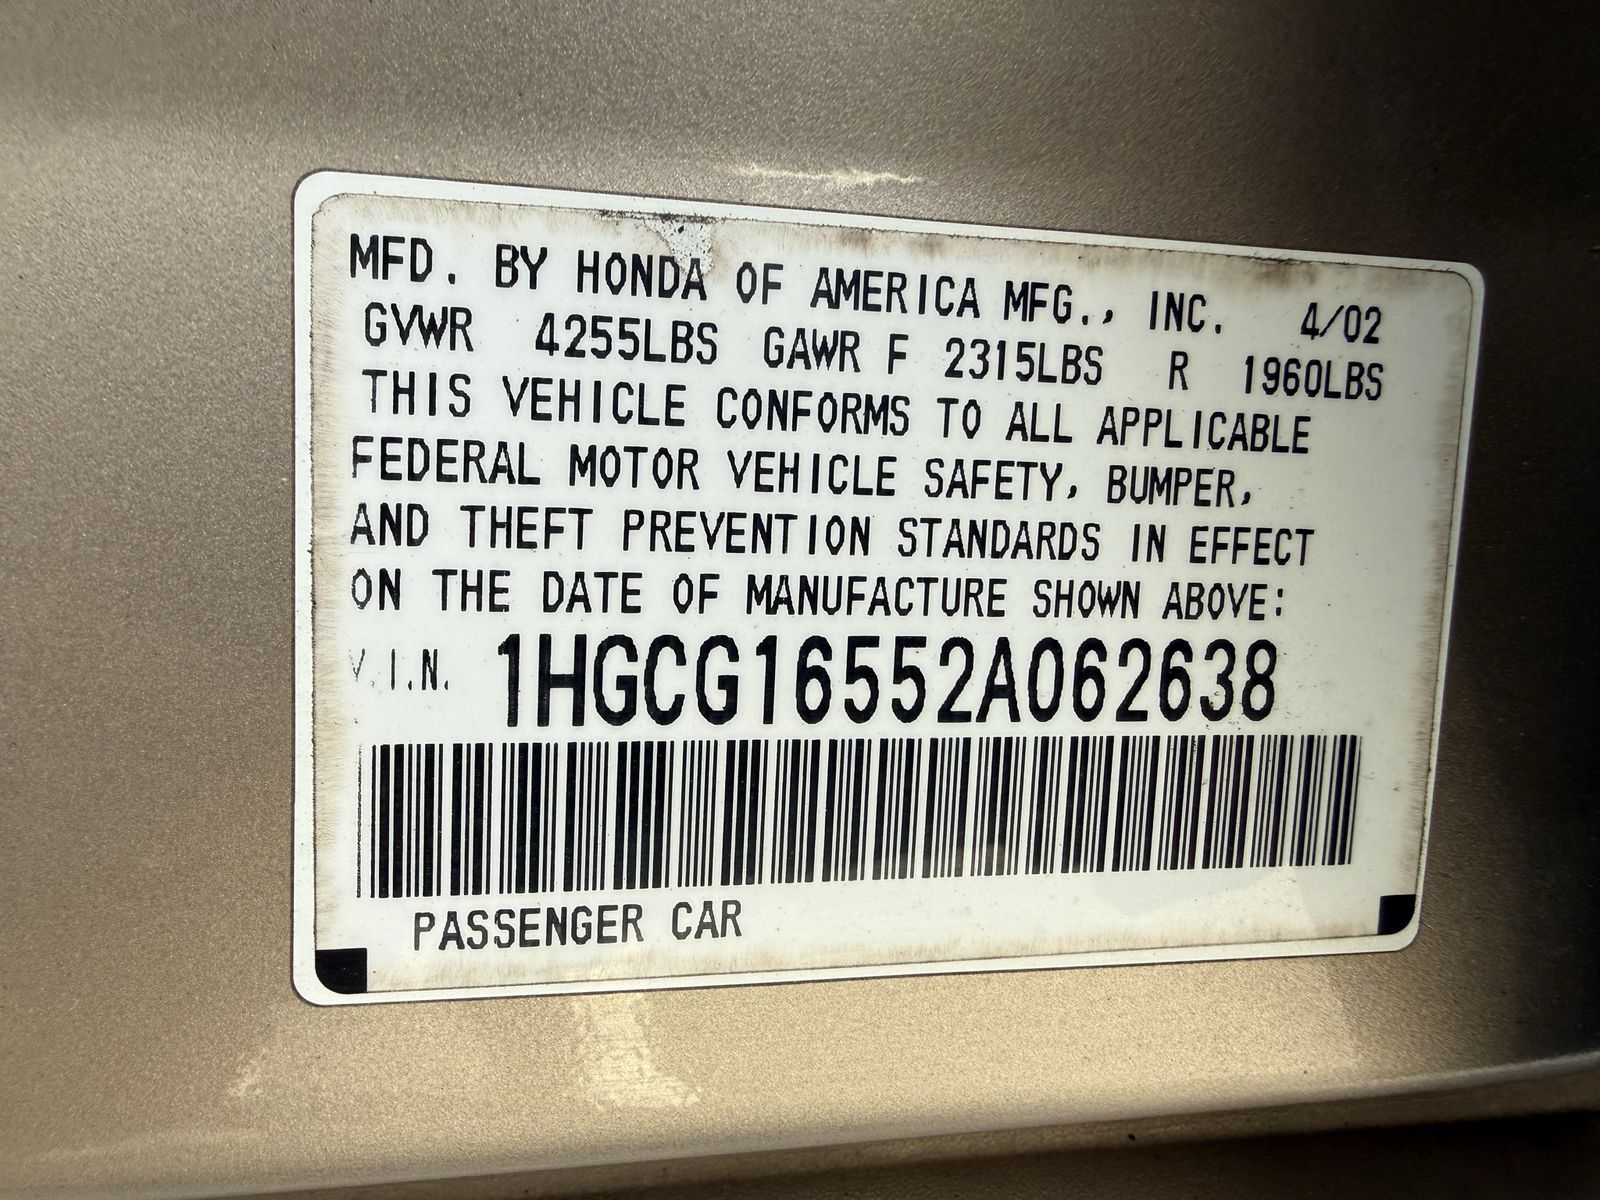 MFD. BY HONDA OF AMERICA MFG., INC. 4/02
GVWR 4255LBS GAWR F 2315LBS R 1960LBS
THIS VEHICLE CONFORMS TO ALL APPLICABLE
FEDERAL MOTOR VEHICLE SAFETY, BUMPER,
AND THEFT PREVENTION STANDARDS IN EFFECT
ON THE DATE OF MANUFACTURE SHOWN ABOVE:
V.I.N. 1HGCG16552A062638
PASSENGER CAR